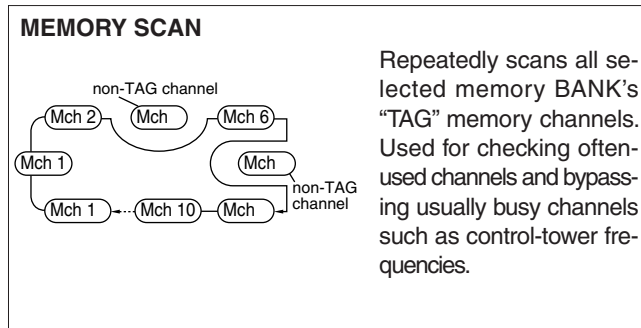 MEMORY SCAN
non-TAG channel
Mch 2
Mch
Mch 6
Mch 1
Mch
non-TAG
channel
Mch 1
Mch 10
Mch
Repeatedly scans all se-
lected memory BANK's
“TAG” memory channels.
Used for checking often-
used channels and bypass-
ing usually busy channels
such as control-tower fre-
quencies.